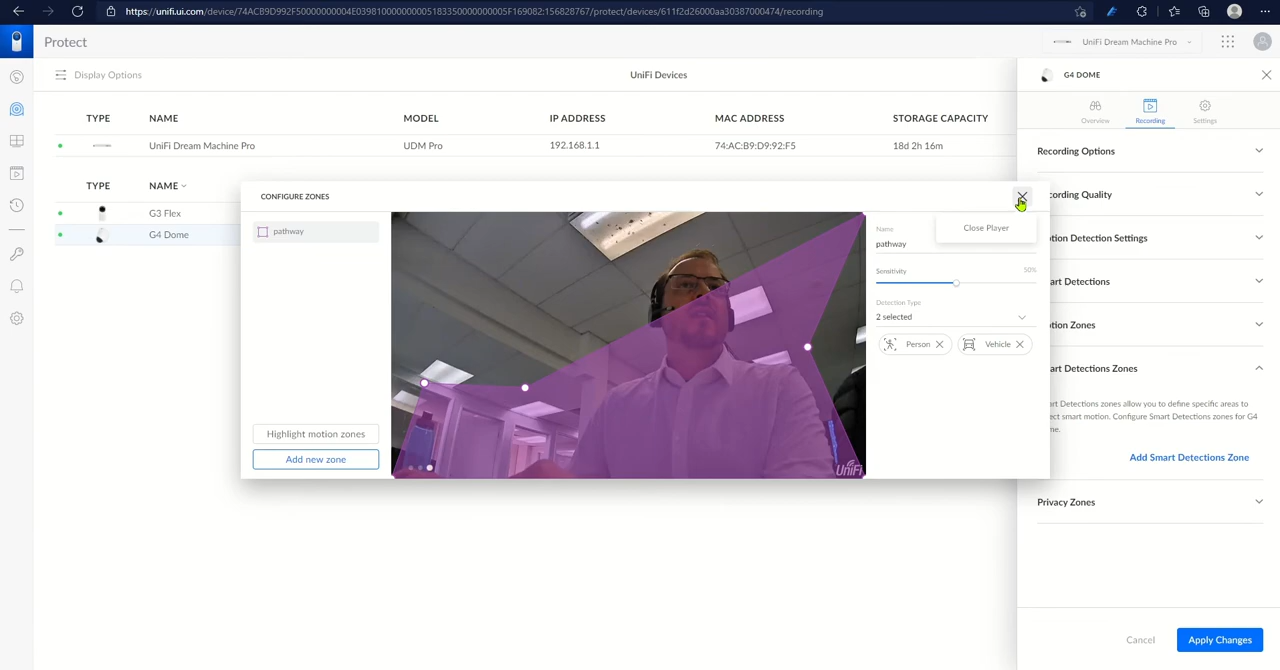 https://unifi.ui.com/device/74ACB9D992F50000000004E0398100000000051833500000000005F169082:156828767/protect/devices/611f2d26000aa30387000474/recording
Protect
UniFi Dream Machine Pro
Display Options
UniFi Devices
G4 DOME
Overview
Recording
Settings
TYPE NAME MODEL IP ADDRESS MAC ADDRESS STORAGE CAPACITY
UniFi Dream Machine Pro UDM Pro 192.168.1.1 74:AC:B9:D9:92:F5 18d 2h 16m
TYPE NAME
G3 Flex
G4 Dome
CONFIGURE ZONES
pathway
Highlight motion zones
Add new zone
UniFi
Close Player
Name
pathway
Sensitivity 50%
Detection Type
2 selected
Person
Vehicle
Recording Options
cording Quality
otion Detection Settings
art Detections
otion Zones
art Detections Zones
art Detections zones allow you to define specific areas to
ect smart motion. Configure Smart Detections zones for G4
me.
Add Smart Detections Zone
Privacy Zones
Cancel
Apply Changes